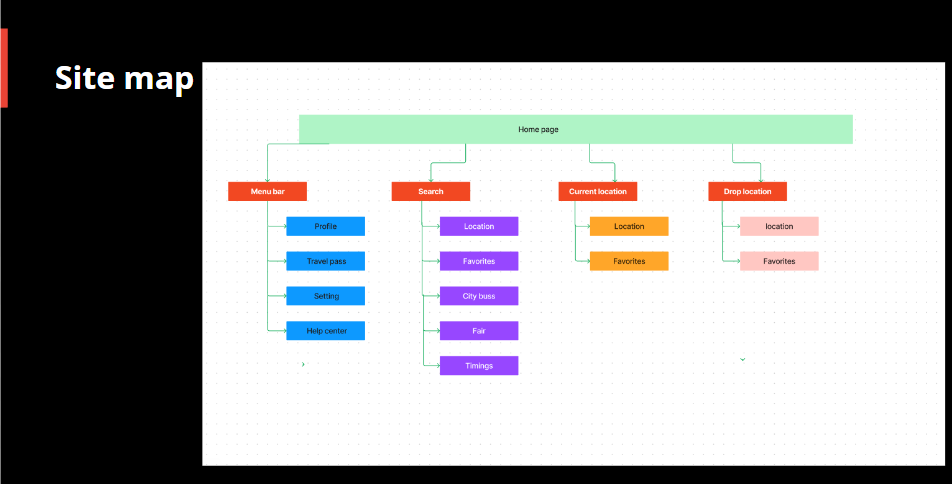 Site map
Home page
Menu bar
Profile
Travel pass
Setting
Help center
Search
Location
Favorites
City buss
Fair
Timings
Current location
Location
Favorites
Drop location
location
Favorites